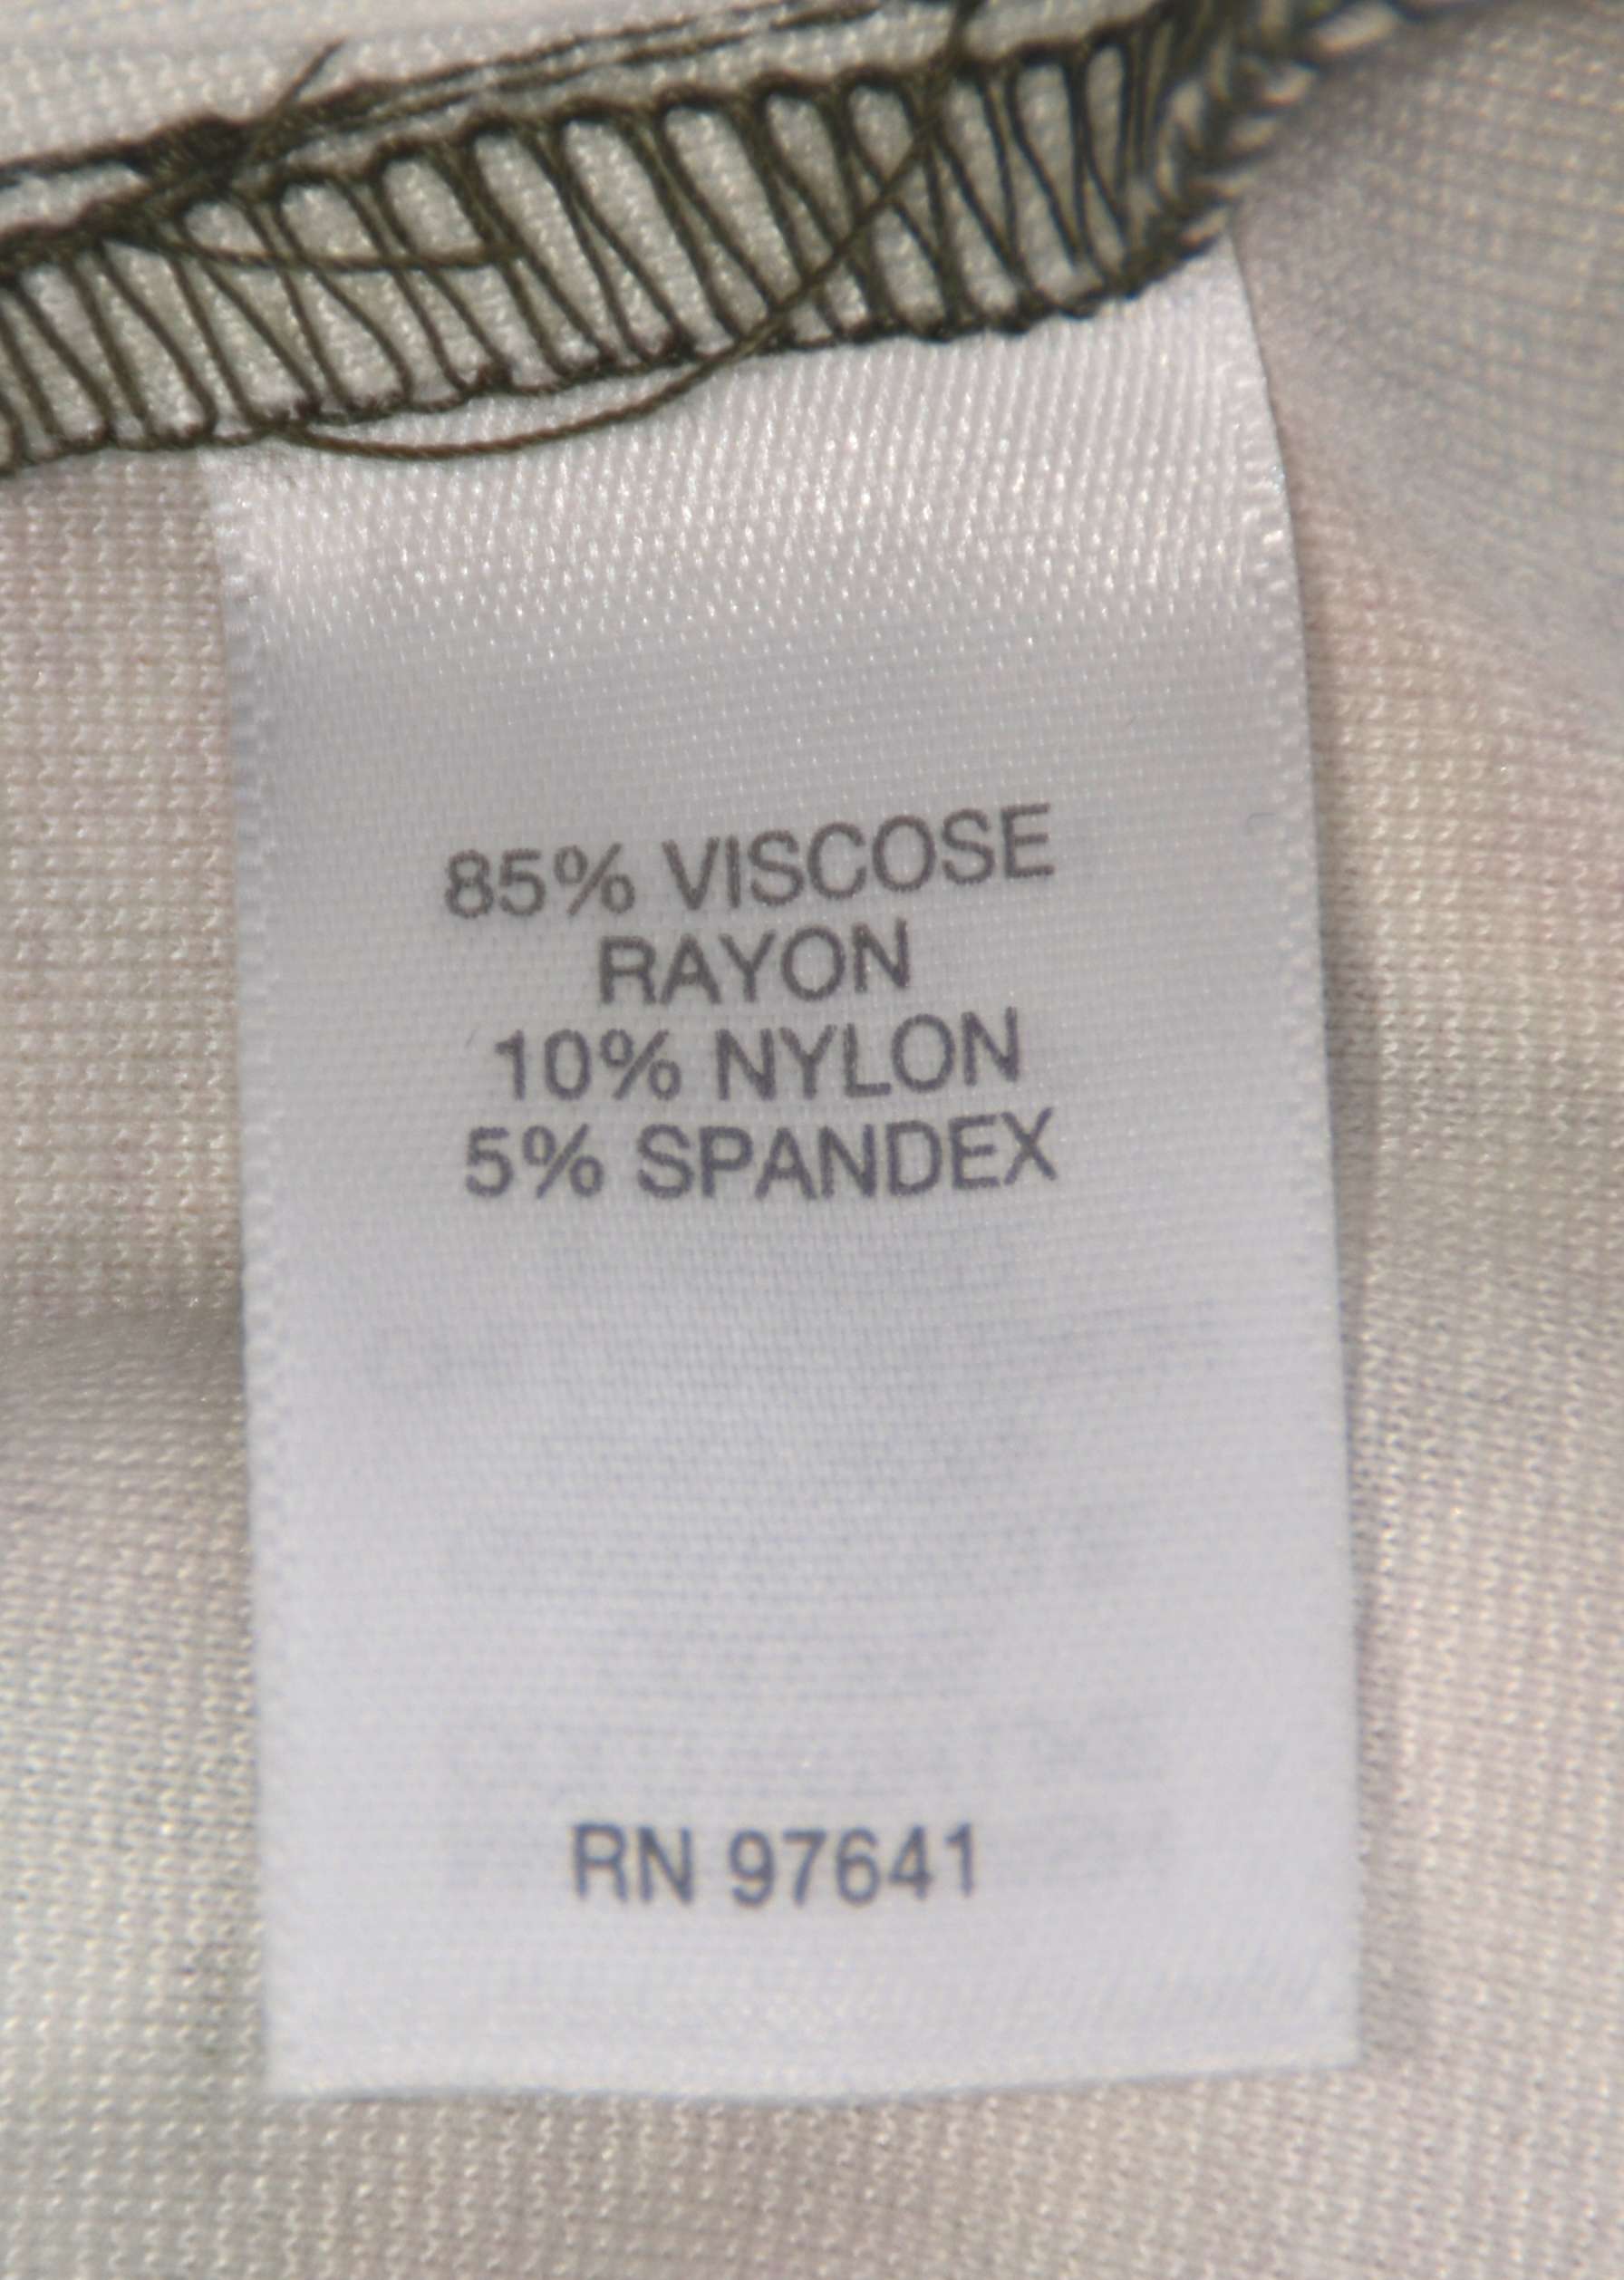 85% VISCOSE
RAYON
10% NYLON
5% SPANDEX
RN 97641